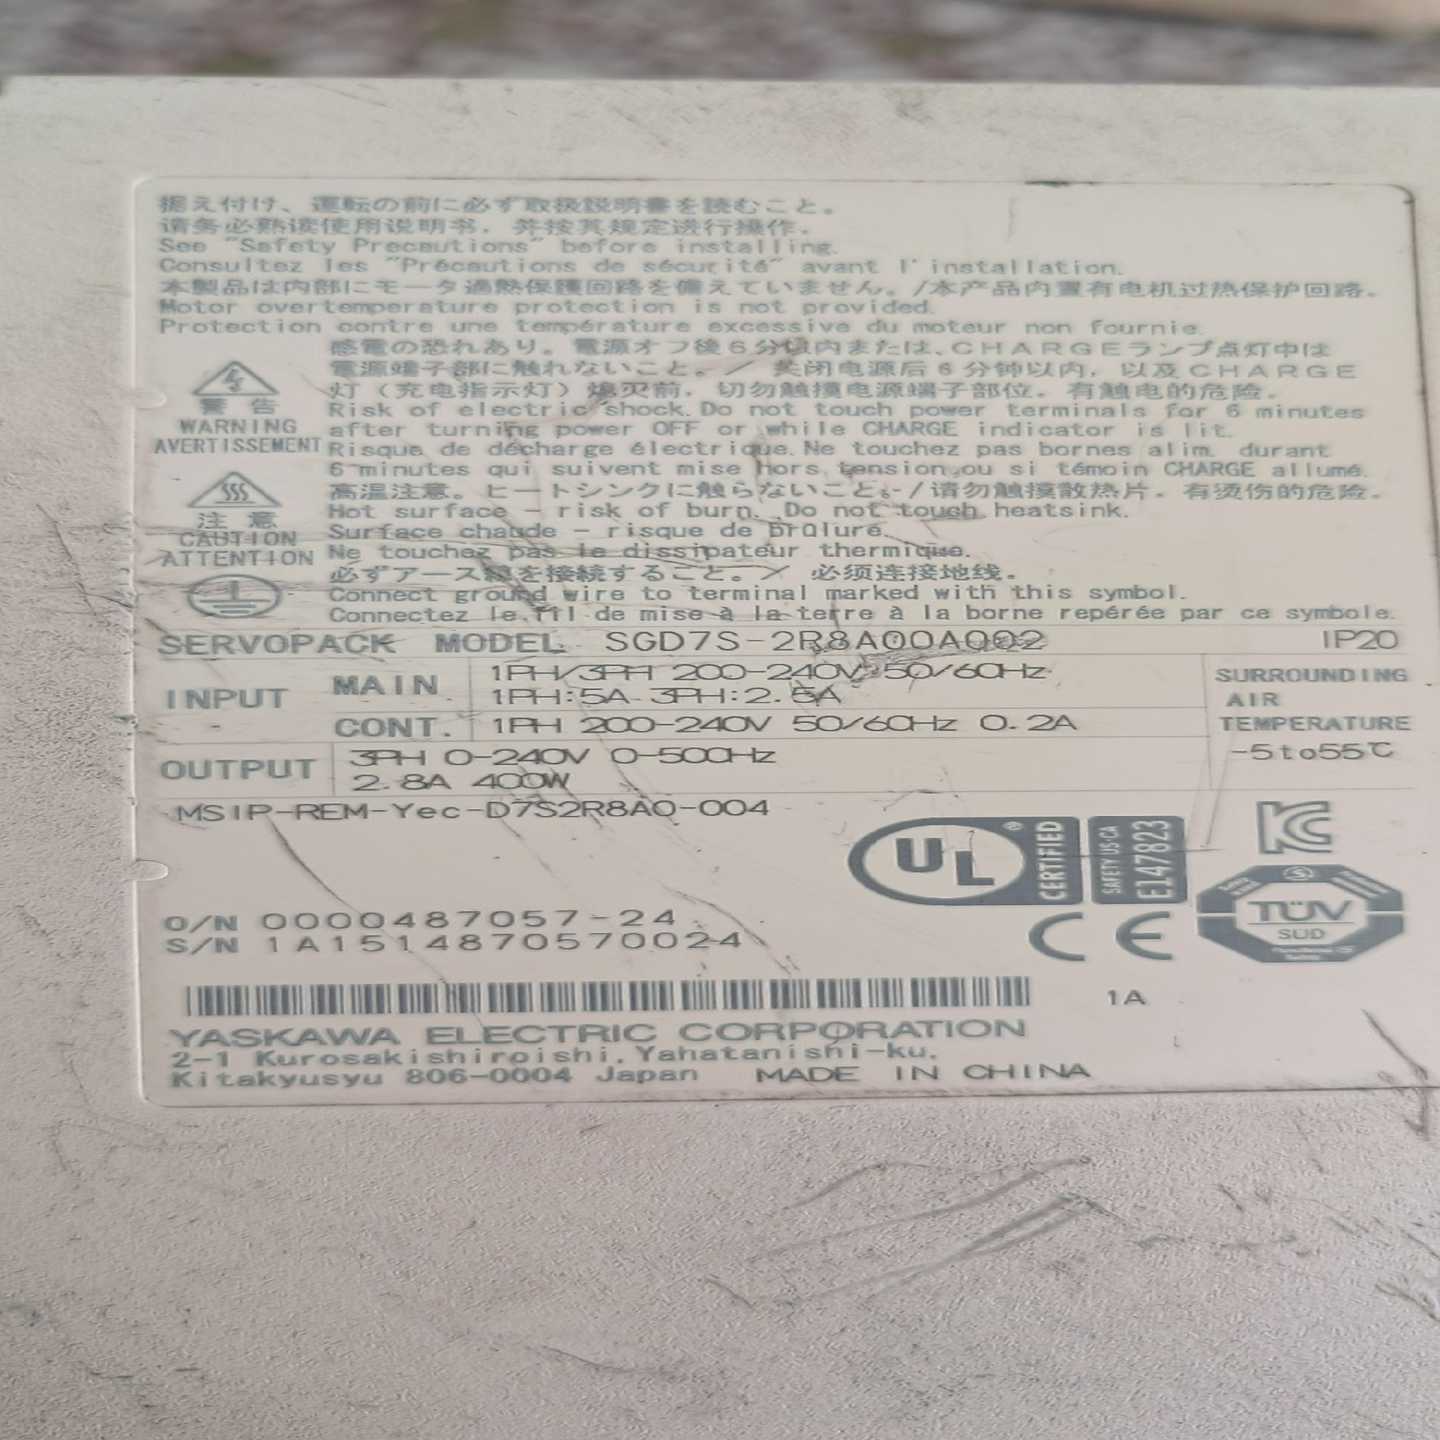 据え付け、運転の前に必ず取扱説明書を読むこと。
请务必熟读使用说明书，并按其规定进行操作。
See "Safety Precautions" before installing.
Consultez les "Précautions de sécurité" avant l'installation.
本製品は内部にモータ過熱保護回路を備えていません。/本产品内置有电机过热保护回路。
Motor overtemperature protection is not provided.
Protection contre une température excessive du moteur non fournie.
警告
WARNING
AVERTISSEMENT
感電の恐れあり。電源オフ後6分以内または、CHARGEランプ点灯中は
電源端子部に触れないこと。/ 关闭电源后6分钟以内，以及CHARGE
灯（充电指示灯）熄灭前，切勿触摸电源端子部位。有触电的危险。
Risk of electric shock. Do not touch power terminals for 6 minutes
after turning power OFF or while CHARGE indicator is lit.
Risque de décharge électrique. Ne touchez pas bornes alim. durant
6 minutes qui suivent mise hors tension, ou si témoin CHARGE allumé.
注意
CAUTION
ATTENTION
高温注意。ヒートシンクに触らないこと。/请勿触摸散热片。有烫伤的危险。
Hot surface - risk of burn. Do not touch heatsink.
Surface chaude - risque de brûlure.
Ne touchez pas le dissipateur thermique.
必ずアース線を接続すること。/ 必须连接地线。
Connect ground wire to terminal marked with this symbol.
Connectez le fil de mise à la terre à la borne repérée par ce symbole.
SERVOPACK MODEL SGD7S-2R8A00A002 IP20
INPUT
MAIN
1PH/3PH 200-240V 50/60Hz
1PH:5A 3PH:2.5A
CONT. 1PH 200-240V 50/60Hz 0.2A
SURROUNDING
AIR
TEMPERATURE
-5to55℃
OUTPUT
3PH 0-240V 0-500Hz
2.8A 400W
MSIP-REM-Yec-D7S2R8A0-004
UL ® CERTIFIED
SAFETY US-CA
E147823
KC
CE
TÜV
SÜD
O/N 0000487057-24
S/N 1A1514870570024
1A
YASKAWA ELECTRIC CORPORATION
2-1 Kurosakishiroishi, Yahatanishi-ku,
Kitakyusyu 806-0004 Japan MADE IN CHINA